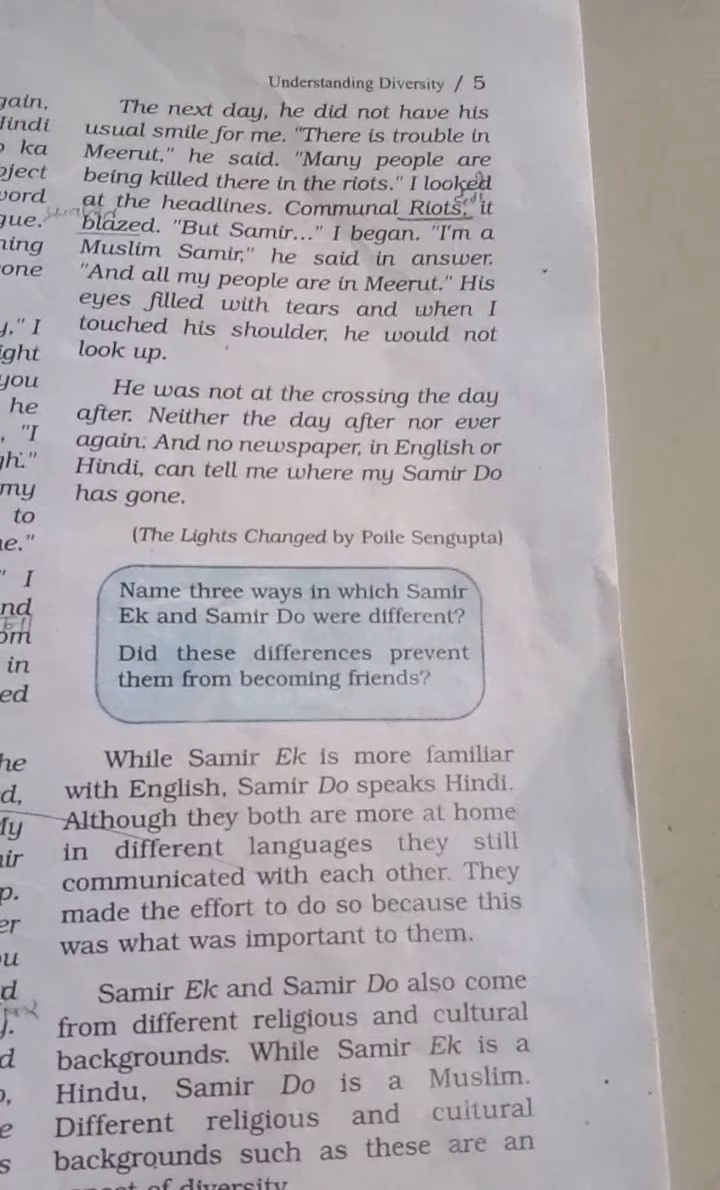 Understanding Diversity / 5
gain,
Hindi
ka
ject
word
gue."
ning
one
y," I
ight
you
he
"I
gh."
my
to
e."
" I
nd
om
in
ed
he
d,
My
air
p.
er
ou
d
y.
d
e
s
The next day, he did not have his
usual smile for me. "There is trouble in
Meerut," he said. "Many people are
being killed there in the riots." I looked
at the headlines. Communal Riots, it
blazed. "But Samir..." I began. "I'm a
Muslim Samir," he said in answer.
"And all my people are in Meerut." His
eyes filled with tears and when I
touched his shoulder, he would not
look up.
He was not at the crossing the day
after. Neither the day after nor ever
again. And no newspaper, in English or
Hindi, can tell me where my Samir Do
has gone.
(The Lights Changed by Poile Sengupta)
Name three ways in which Samir
Ek and Samir Do were different?
Did these differences prevent
them from becoming friends?
While Samir Ek is more familiar
with English, Samir Do speaks Hindi.
Although they both are more at home
in different languages they still
communicated with each other. They
made the effort to do so because this
was what was important to them.
Samir Ek and Samir Do also come
from different religious and cultural
backgrounds. While Samir Ek is a
Hindu, Samir Do is a Muslim.
Different religious and cultural
backgrounds such as these are an
of diversity